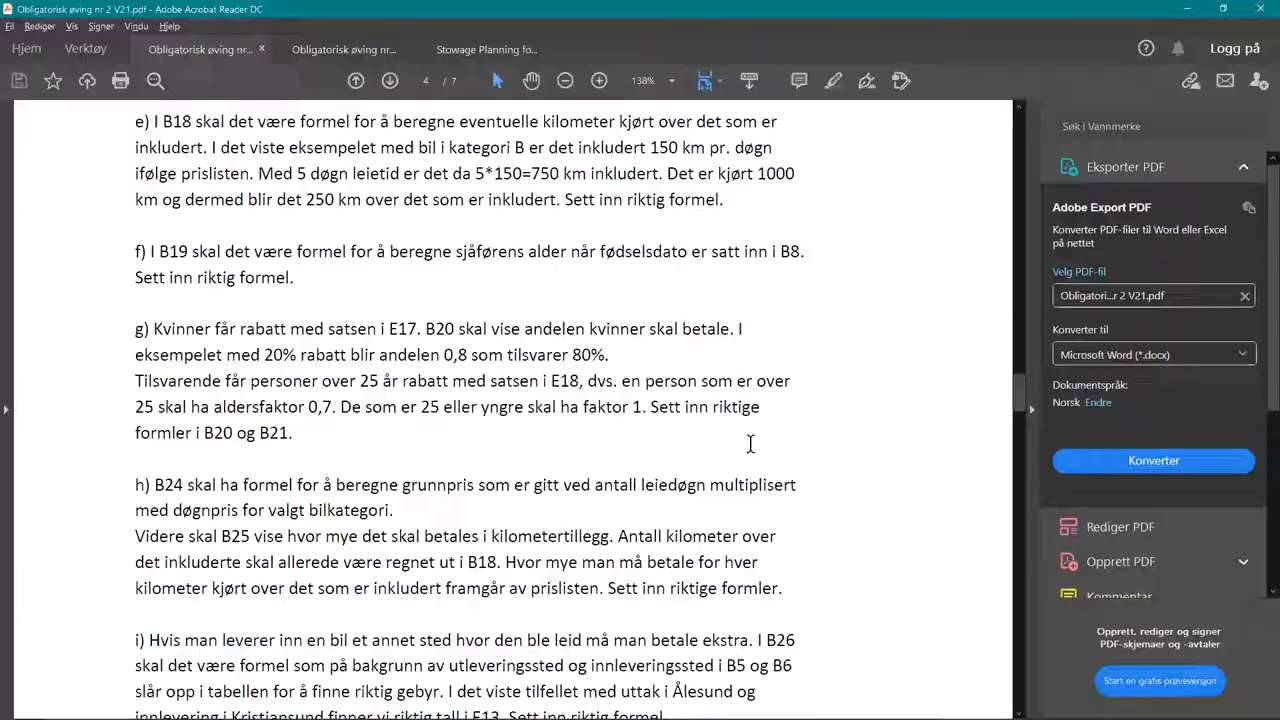 Obligatorisk øving nr 2 V21.pdf - Adobe Acrobat Reader DC
Fil Rediger Vis Signer Vindu Hjelp
Hjem Verktøy Obligatorisk øving nr... × Obligatorisk øving nr... Stowage Planning fo... Logg på
4 / 7 138%
e) I B18 skal det være formel for å beregne eventuelle kilometer kjørt over det som er
inkludert. I det viste eksempelet med bil i kategori B er det inkludert 150 km pr. døgn
ifølge prislisten. Med 5 døgn leietid er det da 5*150=750 km inkludert. Det er kjørt 1000
km og dermed blir det 250 km over det som er inkludert. Sett inn riktig formel.
f) I B19 skal det være formel for å beregne sjåførens alder når fødselsdato er satt inn i B8.
Sett inn riktig formel.
g) Kvinner får rabatt med satsen i E17. B20 skal vise andelen kvinner skal betale. I
eksempelet med 20% rabatt blir andelen 0,8 som tilsvarer 80%.
Tilsvarende får personer over 25 år rabatt med satsen i E18, dvs. en person som er over
25 skal ha aldersfaktor 0,7. De som er 25 eller yngre skal ha faktor 1. Sett inn riktige
formler i B20 og B21.
h) B24 skal ha formel for å beregne grunnpris som er gitt ved antall leiedøgn multiplisert
med døgnpris for valgt bilkategori.
Videre skal B25 vise hvor mye det skal betales i kilometertillegg. Antall kilometer over
det inkluderte skal allerede være regnet ut i B18. Hvor mye man må betale for hver
kilometer kjørt over det som er inkludert framgår av prislisten. Sett inn riktige formler.
i) Hvis man leverer inn en bil et annet sted hvor den ble leid må man betale ekstra. I B26
skal det være formel som på bakgrunn av utleveringssted og innleveringssted i B5 og B6
slår opp i tabellen for å finne riktig gebyr. I det viste tilfellet med uttak i Ålesund og
innlevering i Kristiansund finner vi riktig tall i E13. Sett inn riktig formel.
Søk i Vannmerke
Eksporter PDF
Adobe Export PDF
Konverter PDF-filer til Word eller Excel
på nettet
Velg PDF-fil
Obligatori...r 2 V21.pdf
Konverter til
Microsoft Word (*.docx)
Dokumentspråk:
Norsk Endre
Konverter
Rediger PDF
Opprett PDF
Kommentar
Opprett, rediger og signer
PDF-skjemaer og -avtaler
Start en gratis prøveversjon